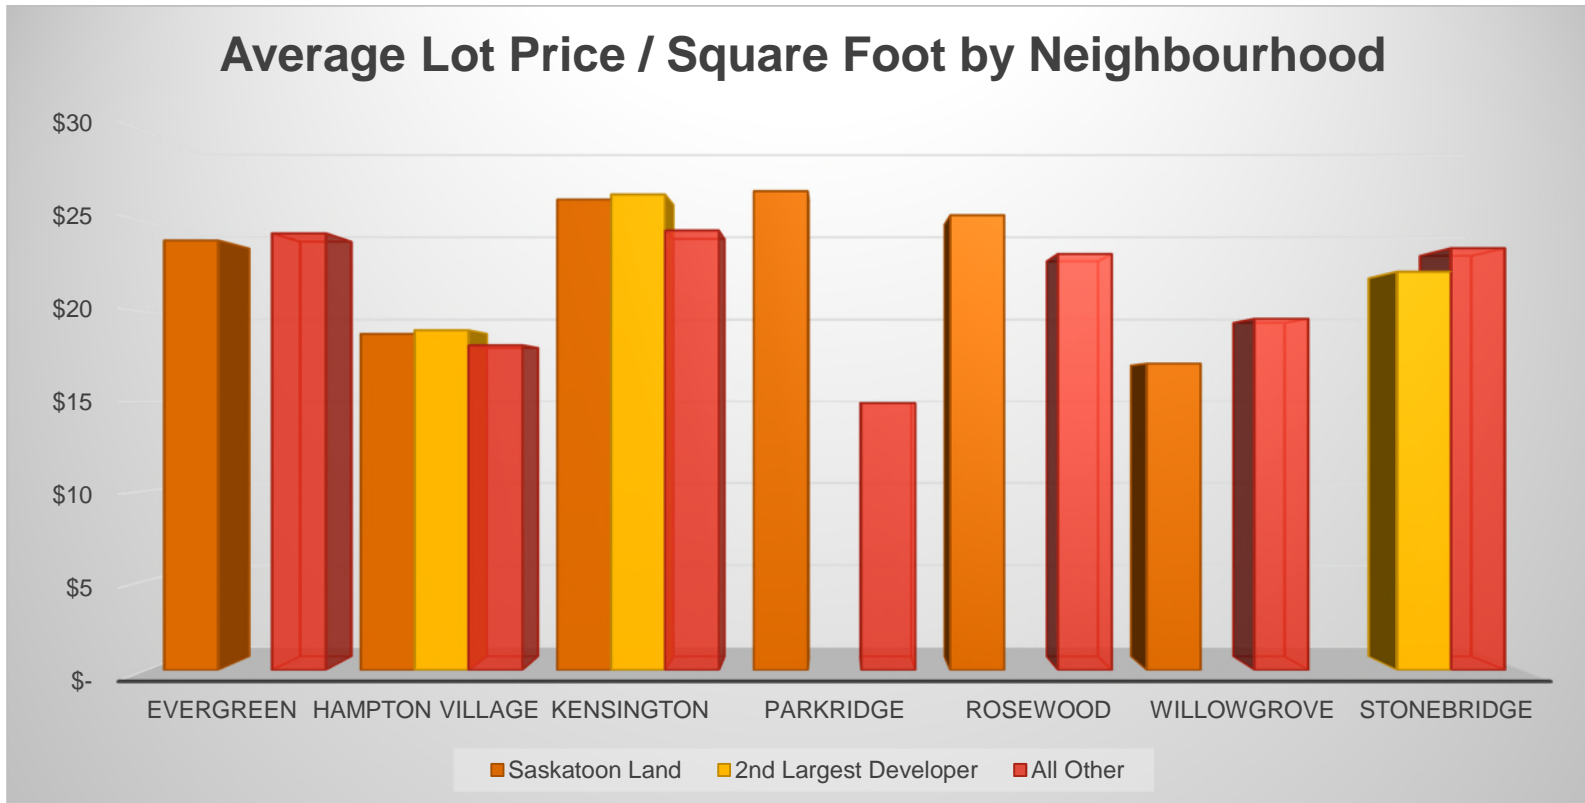 Average Lot Price / Square Foot by Neighbourhood
$30
$25
$20
$15
$10
$5
$-
EVERGREEN HAMPTON VILLAGE KENSINGTON PARKRIDGE ROSEWOOD WILLOWGROVE STONEBRIDGE
Saskatoon Land 2nd Largest Developer All Other